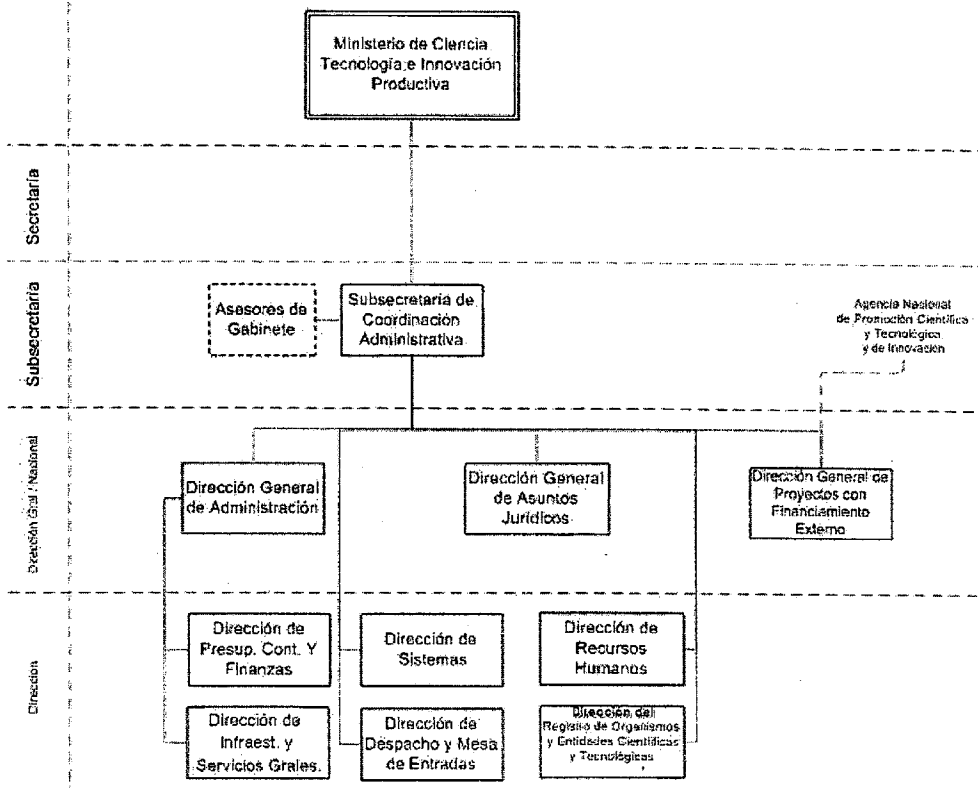 Ministerio de Ciencia
Tecnología e Innovación
Productiva
Secretaría
Subsecretaría
Asesores de
Gabinete
Subsecretaría de
Coordinación
Administrativa
Agencia Nacional
de Promoción Científica
y Tecnológica
y de Innovación
Dirección Gral / Nacional
Dirección General
de Administración
Dirección General
de Asuntos
Jurídicos
Dirección General de
Proyectos con
Financiamiento
Externo
Dirección
Dirección de
Presup. Cont. Y
Finanzas
Dirección de
Sistemas
Dirección de
Recursos
Humanos
Dirección de
Infraest. y
Servicios Grales.
Dirección de
Despacho y Mesa
de Entradas
Dirección del
Registro de Organismos
y Entidades Científicas
y Tecnológicas